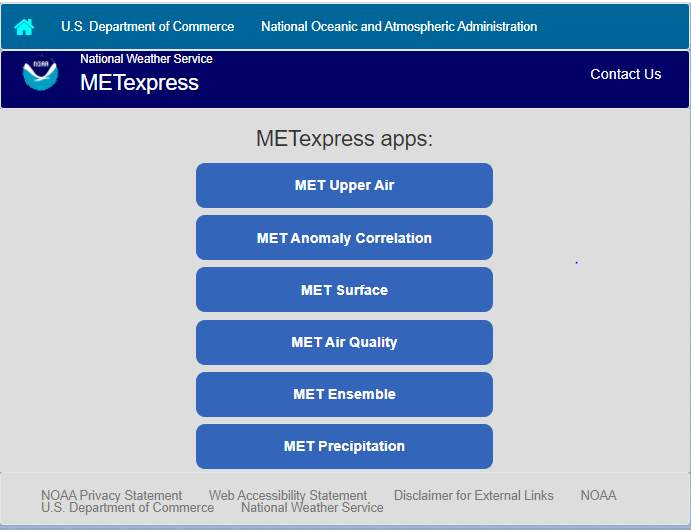 U.S. Department of Commerce National Oceanic and Atmospheric Administration
NOAA
National Weather Service
METexpress
Contact Us
METexpress apps:
MET Upper Air
MET Anomaly Correlation
MET Surface
MET Air Quality
MET Ensemble
MET Precipitation
NOAA Privacy Statement Web Accessibility Statement Disclaimer for External Links NOAA
U.S. Department of Commerce National Weather Service